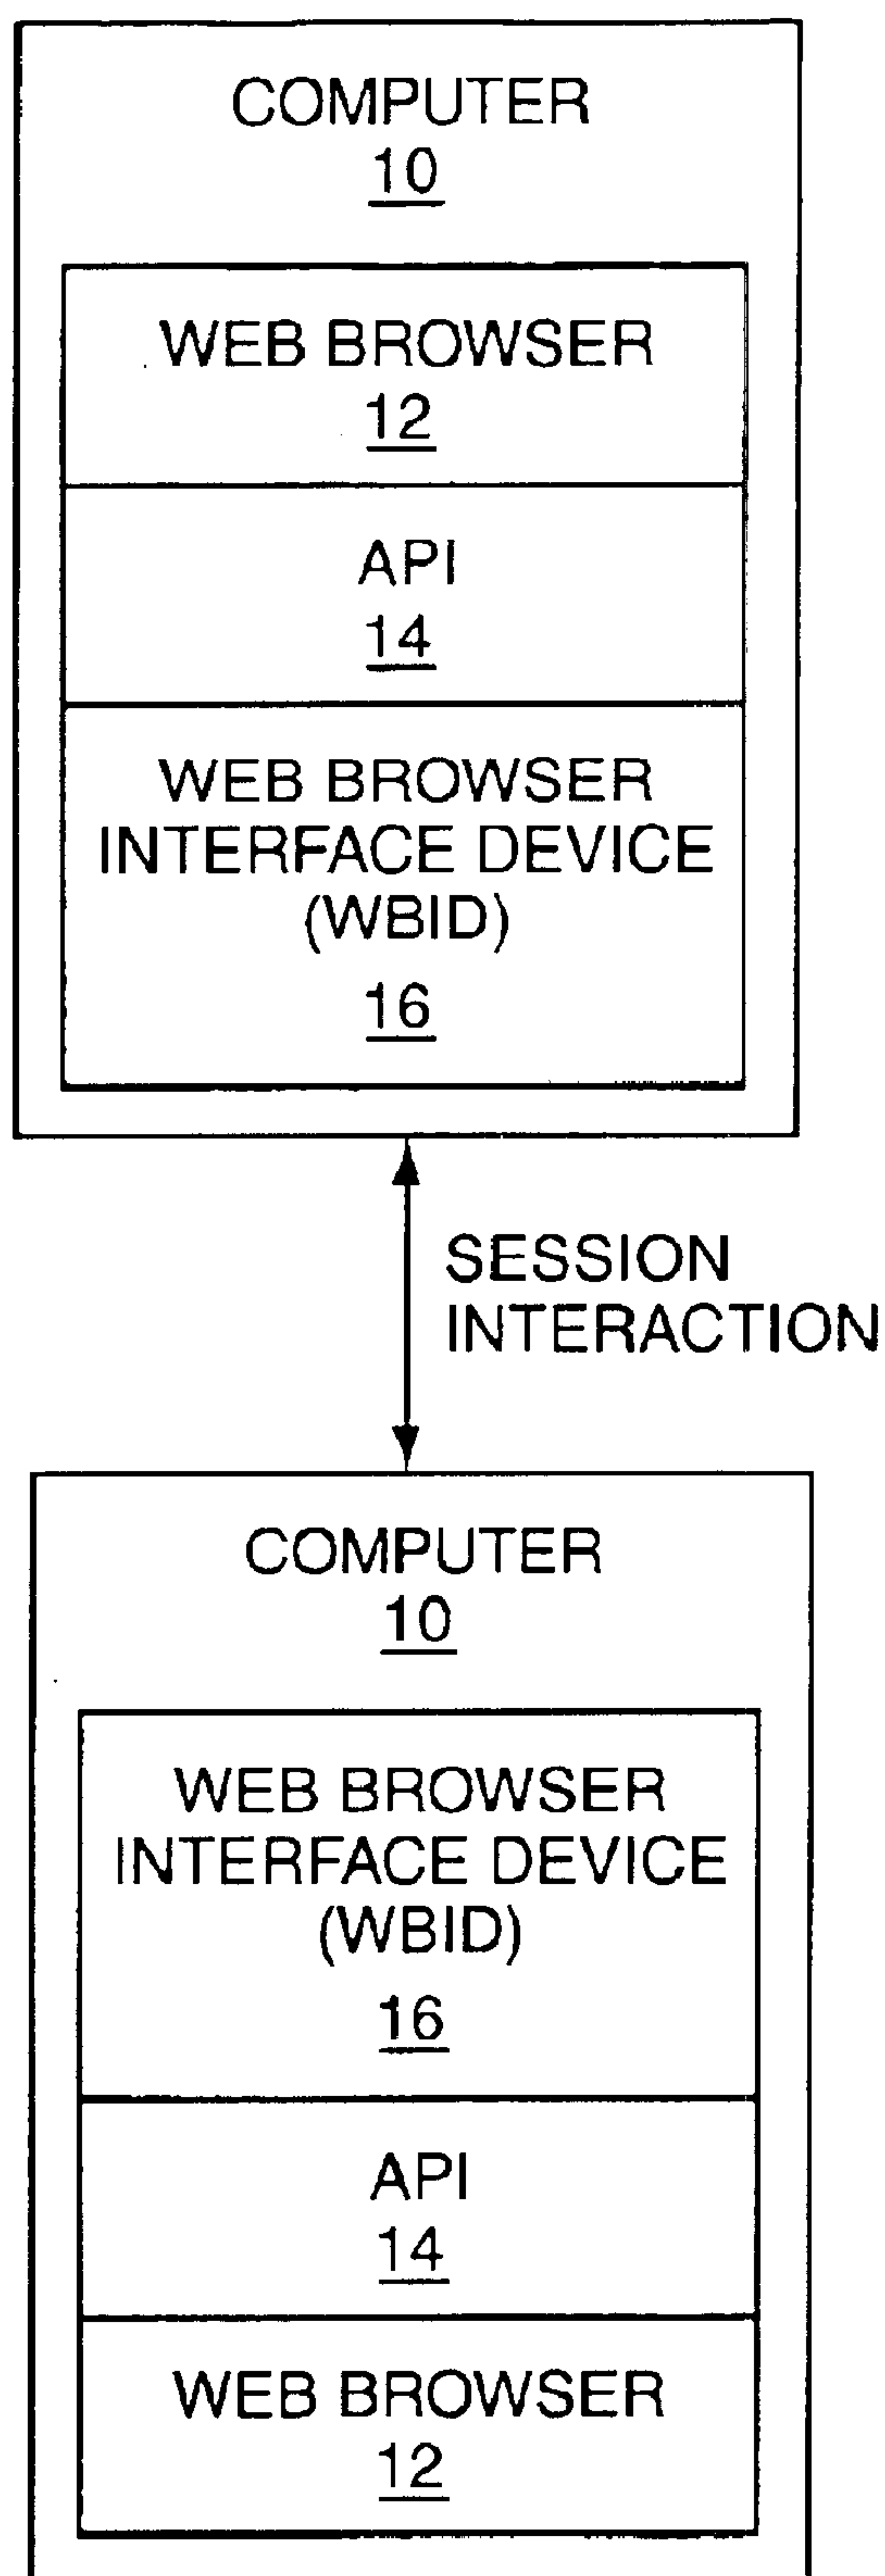 COMPUTER
10
WEB BROWSER
12
API
14
WEB BROWSER
INTERFACE DEVICE
(WBID)
16
SESSION
INTERACTION
COMPUTER
10
WEB BROWSER
INTERFACE DEVICE
(WBID)
16
API
14
WEB BROWSER
12